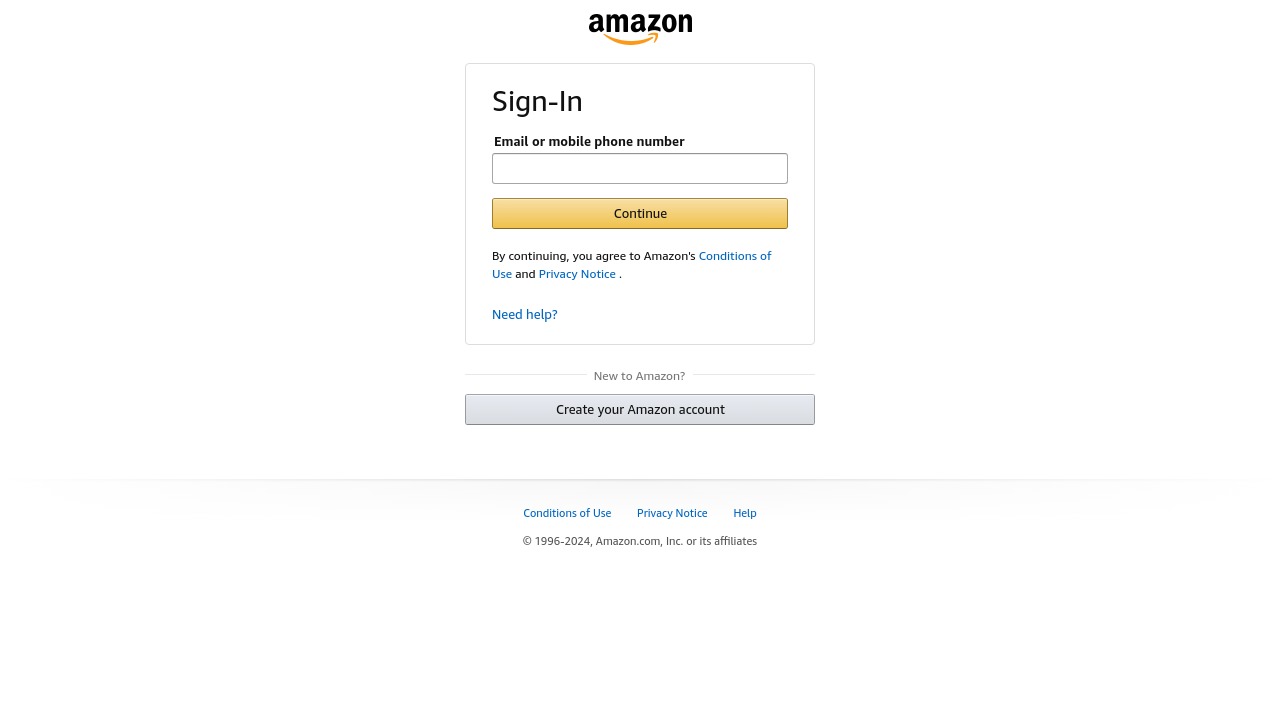 amazon
Sign-In
Email or mobile phone number
Continue
By continuing, you agree to Amazon's Conditions of
Use and Privacy Notice .
Need help?
New to Amazon?
Create your Amazon account
Conditions of Use Privacy Notice Help
© 1996-2024, Amazon.com, Inc. or its affiliates